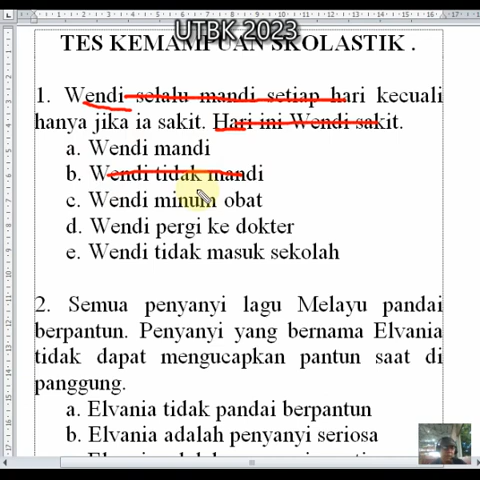 UTBK 2023
TES KEMAMPUAN SKOLASTIK .
1. Wendi selalu mandi setiap hari kecuali
hanya jika ia sakit. Hari ini Wendi sakit.
a. Wendi mandi
b. Wendi tidak mandi
c. Wendi minum obat
d. Wendi pergi ke dokter
e. Wendi tidak masuk sekolah
2. Semua penyanyi lagu Melayu pandai
berpantun. Penyanyi yang bernama Elvania
tidak dapat mengucapkan pantun saat di
panggung.
a. Elvania tidak pandai berpantun
b. Elvania adalah penyanyi seriosa